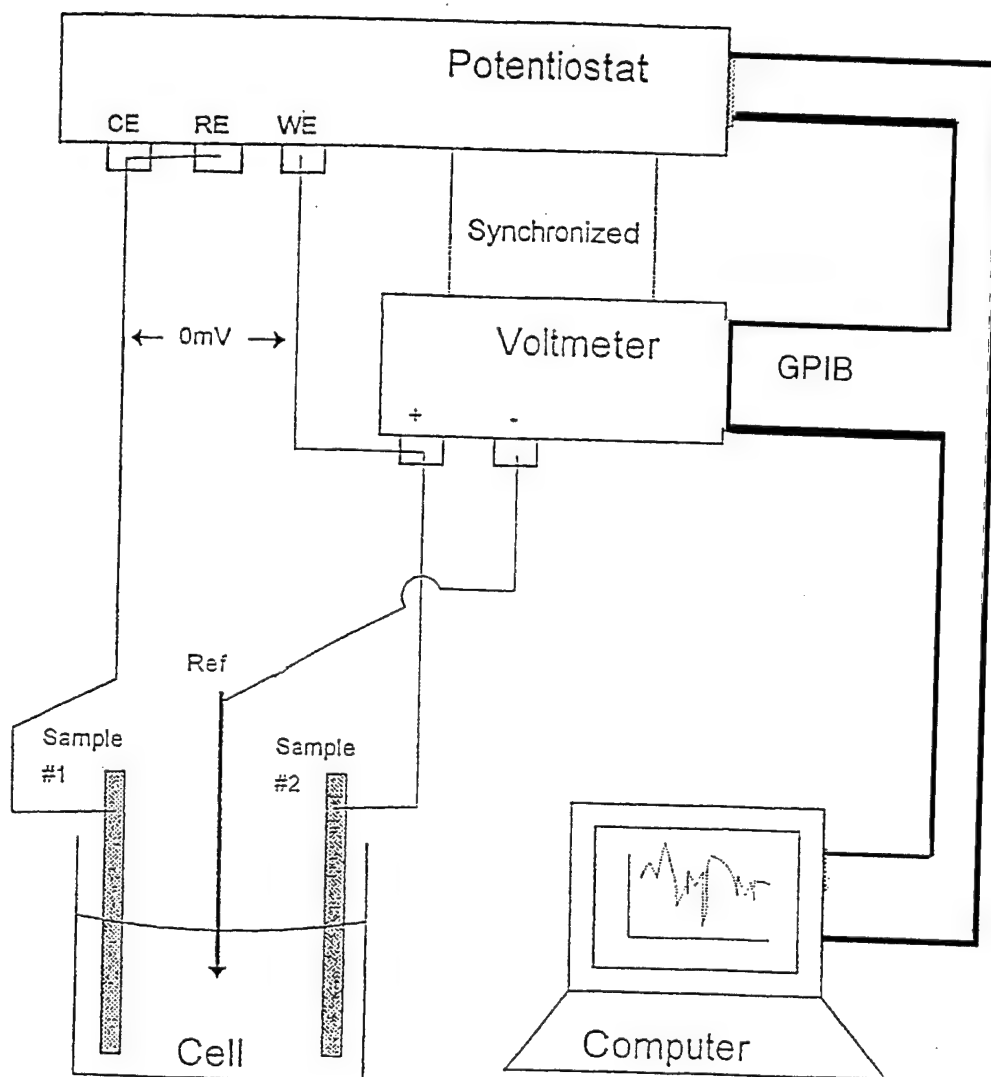 Potentiostat
CE RE WE
Synchronized
← 0mV →
Voltmeter
GPIB
+ -
Ref
Sample
#1
Sample
#2
Cell
Computer